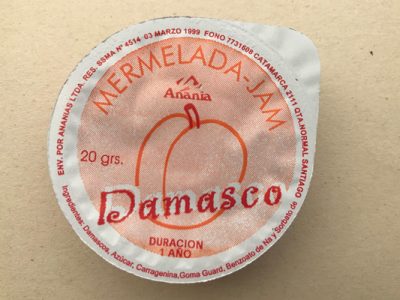 ENV. POR ANANIAS LTDA. RES. SSMA Nº 4514 03 MARZO 1999 FONO 7731608 CATAMARCA 2111 QTA.NORMAL SANTIAGO
MERMELADA-JAM
Anania
20 grs.
Damasco
DURACION
1 AÑO
Ingredientes: Damascos, Azúcar, Carragenina,Goma Guard, Benzoato de Na y Sorbato de